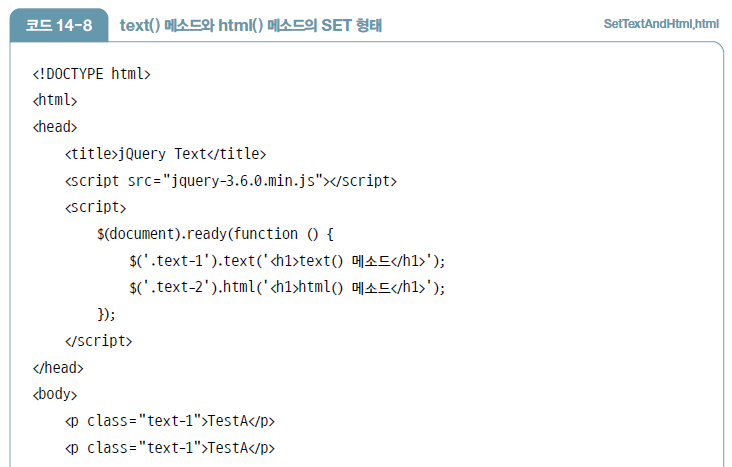 코드 14-8 text() 메소드와 html() 메소드의 SET 형태 SetTextAndHtml,html
<!DOCTYPE html>
<html>
<head>
    <title>jQuery Text</title>
    <script src="jquery-3.6.0.min.js"></script>
    <script>
        $(document).ready(function () {
            $('.text-1').text('<h1>text() 메소드</h1>');
            $('.text-2').html('<h1>html() 메소드</h1>');
        });
    </script>
</head>
<body>
    <p class="text-1">TestA</p>
    <p class="text-1">TestA</p>